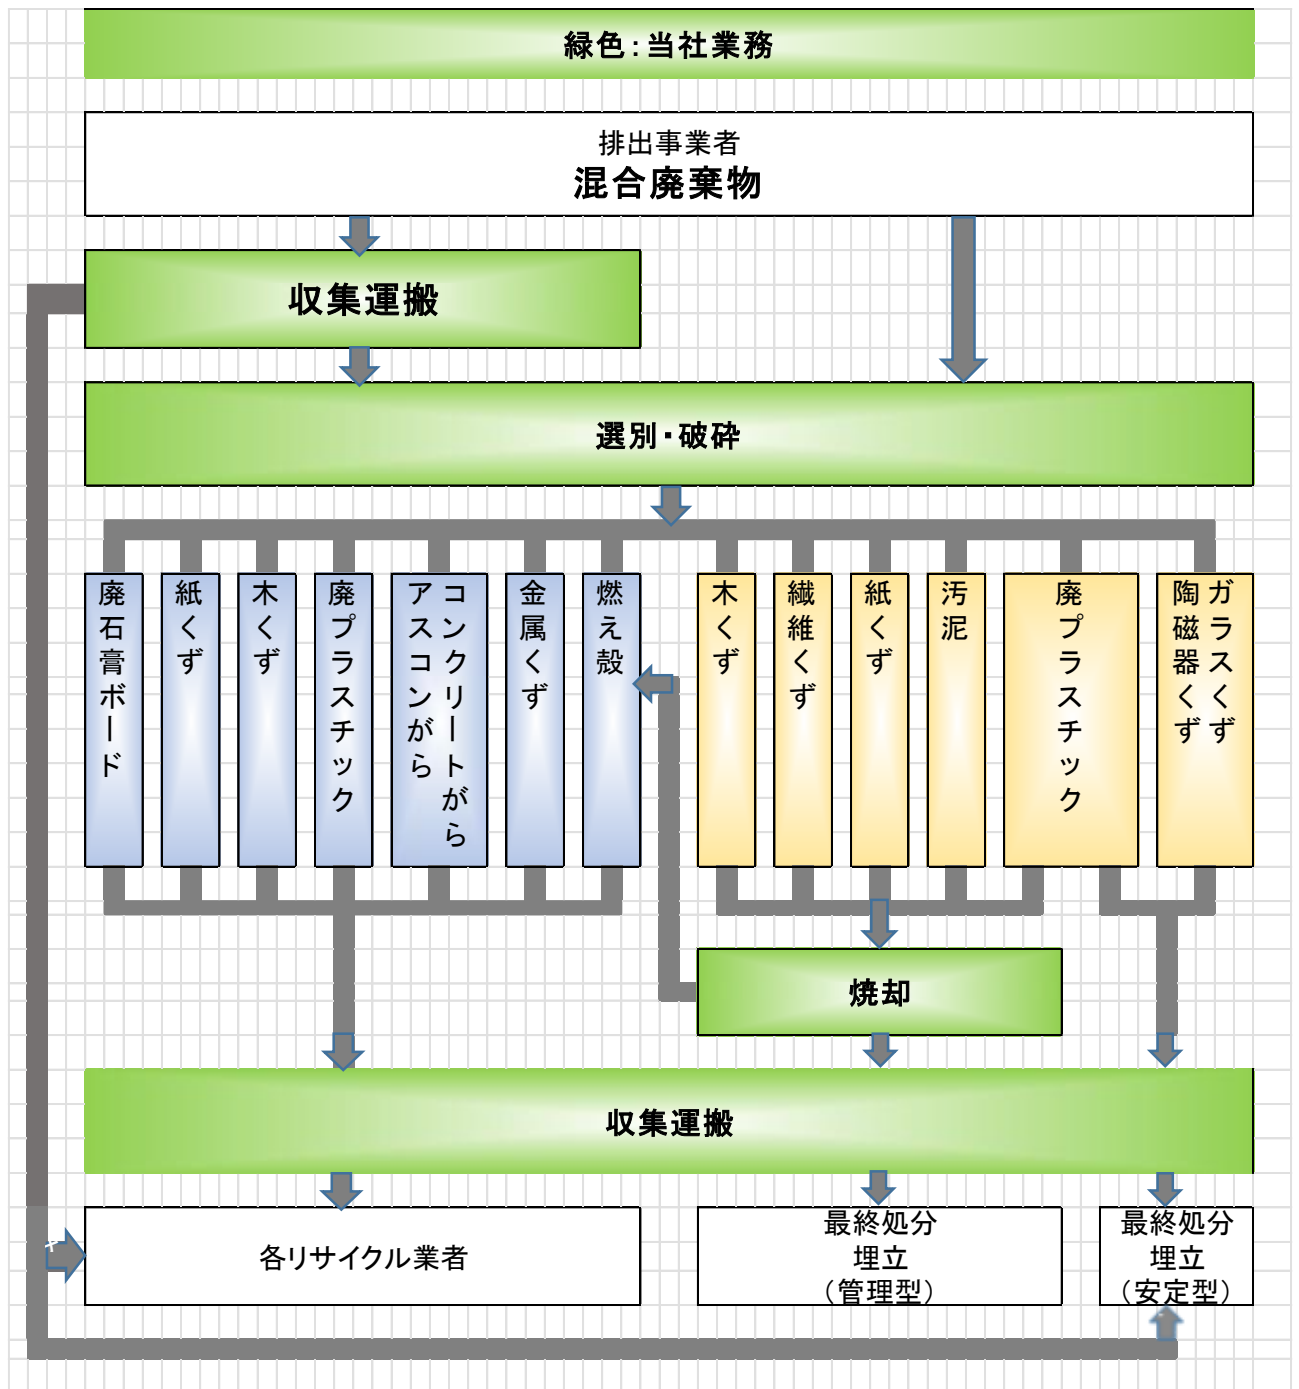 緑色：当社業務
排出事業者
混合廃棄物
収集運搬
選別・破砕
廃石膏ボード
紙くず
木くず
廃プラスチック
コンクリートがら
アスコンがら
金属くず
燃え殻
木くず
繊維くず
紙くず
汚泥
廃プラスチック
ガラスくず
陶磁器くず
焼却
収集運搬
各リサイクル業者
最終処分
埋立
（管理型）
最終処分
埋立
（安定型）